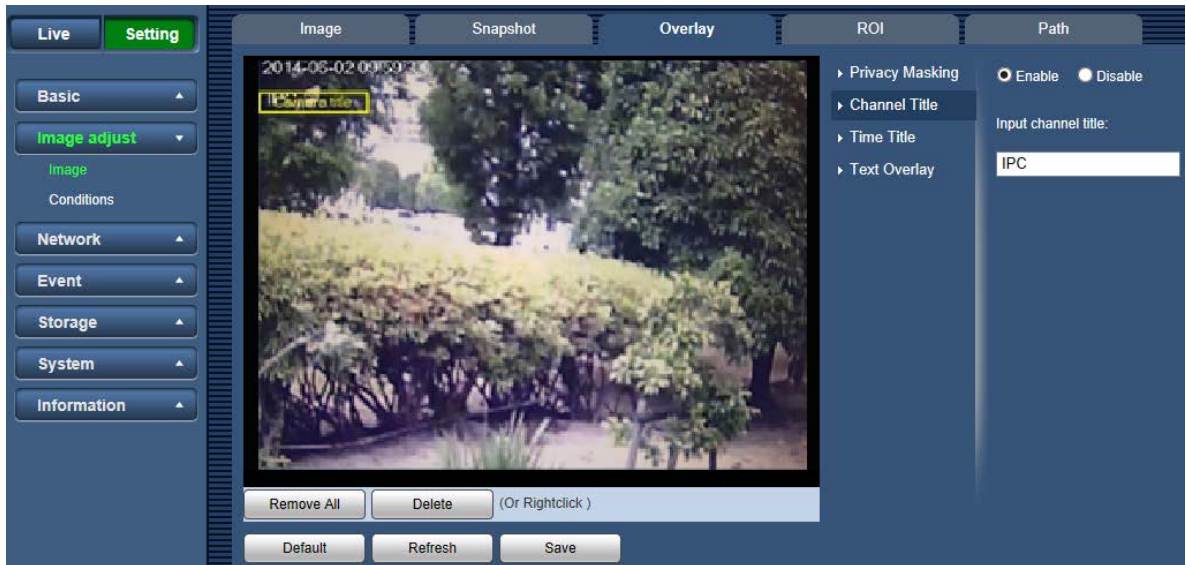 Live Setting
Image Snapshot Overlay ROI Path
Basic
Image adjust
Image
Conditions
Network
Event
Storage
System
Information
Camera title
Privacy Masking
Channel Title
Time Title
Text Overlay
Enable Disable
Input channel title:
IPC
Remove All Delete (Or Rightclick )
Default Refresh Save